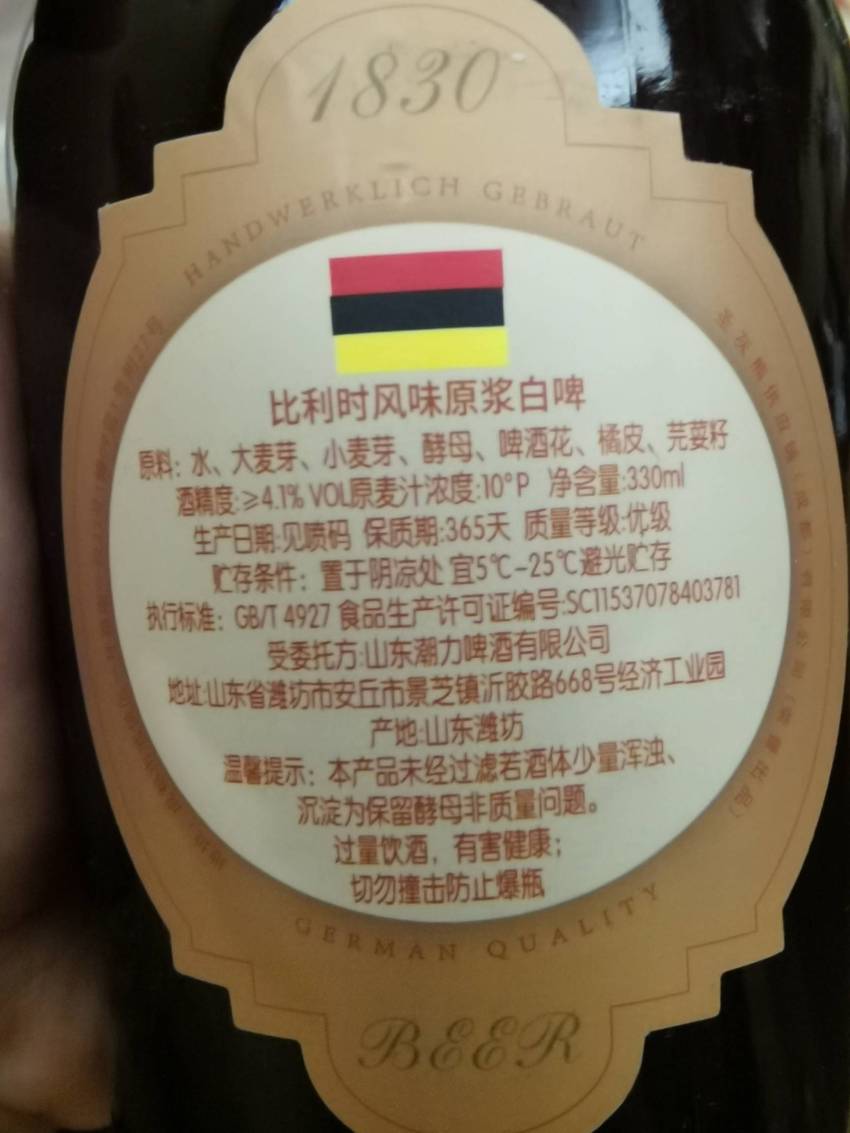 1830
HANDWERKLICH GEBRAUT
比利时风味原浆白啤
原料：水、大麦芽、小麦芽、酵母、啤酒花、橘皮、芫荽籽
酒精度:≥4.1% VOL原麦汁浓度:10°P 净含量:330ml
生产日期:见喷码 保质期:365天 质量等级:优级
贮存条件：置于阴凉处 宜5℃-25℃避光贮存
执行标准：GB/T 4927 食品生产许可证编号:SC11537078403781
受委托方:山东潮力啤酒有限公司
地址:山东省潍坊市安丘市景芝镇沂胶路668号经济工业园
产地:山东潍坊
温馨提示：本产品未经过滤若酒体少量浑浊、
沉淀为保留酵母非质量问题。
过量饮酒，有害健康；
切勿撞击防止爆瓶
GERMAN QUALITY
BEER